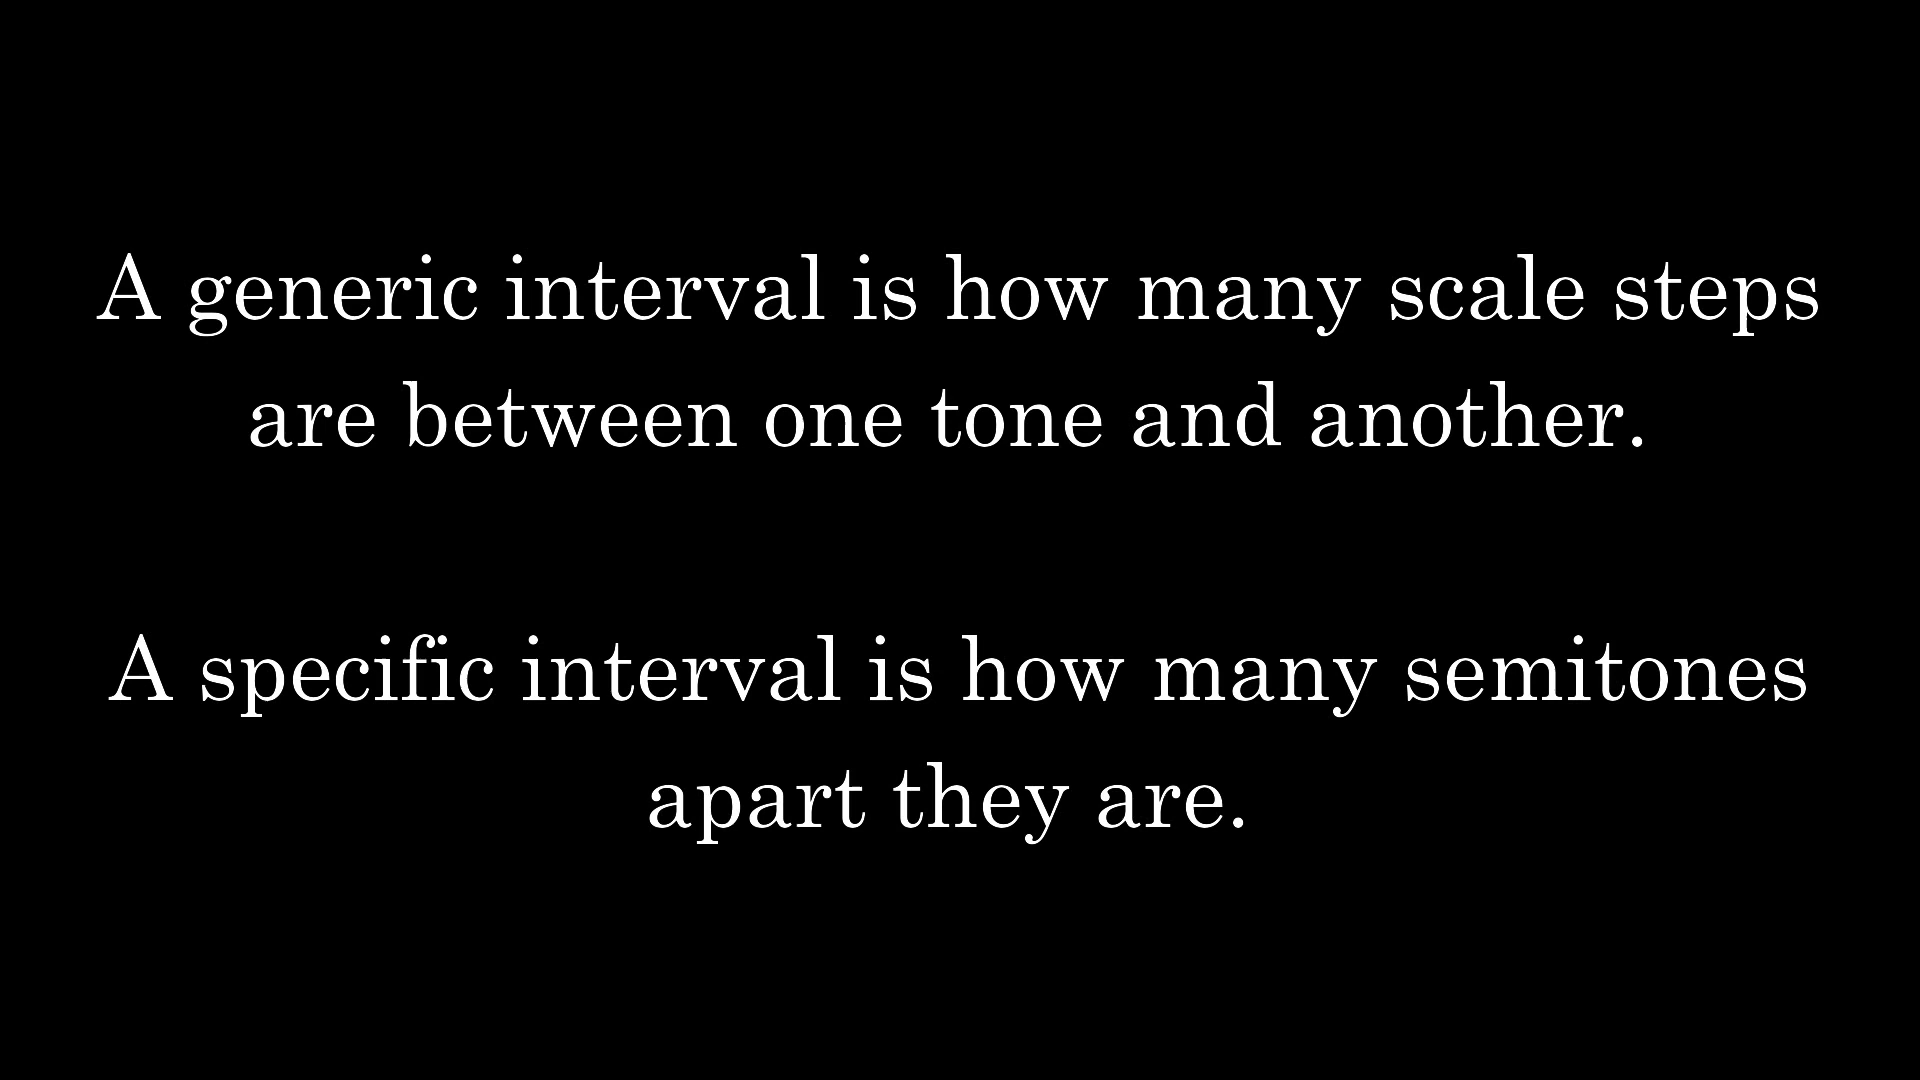 A generic interval is how many scale steps
are between one tone and another.
A specific interval is how many semitones
apart they are.